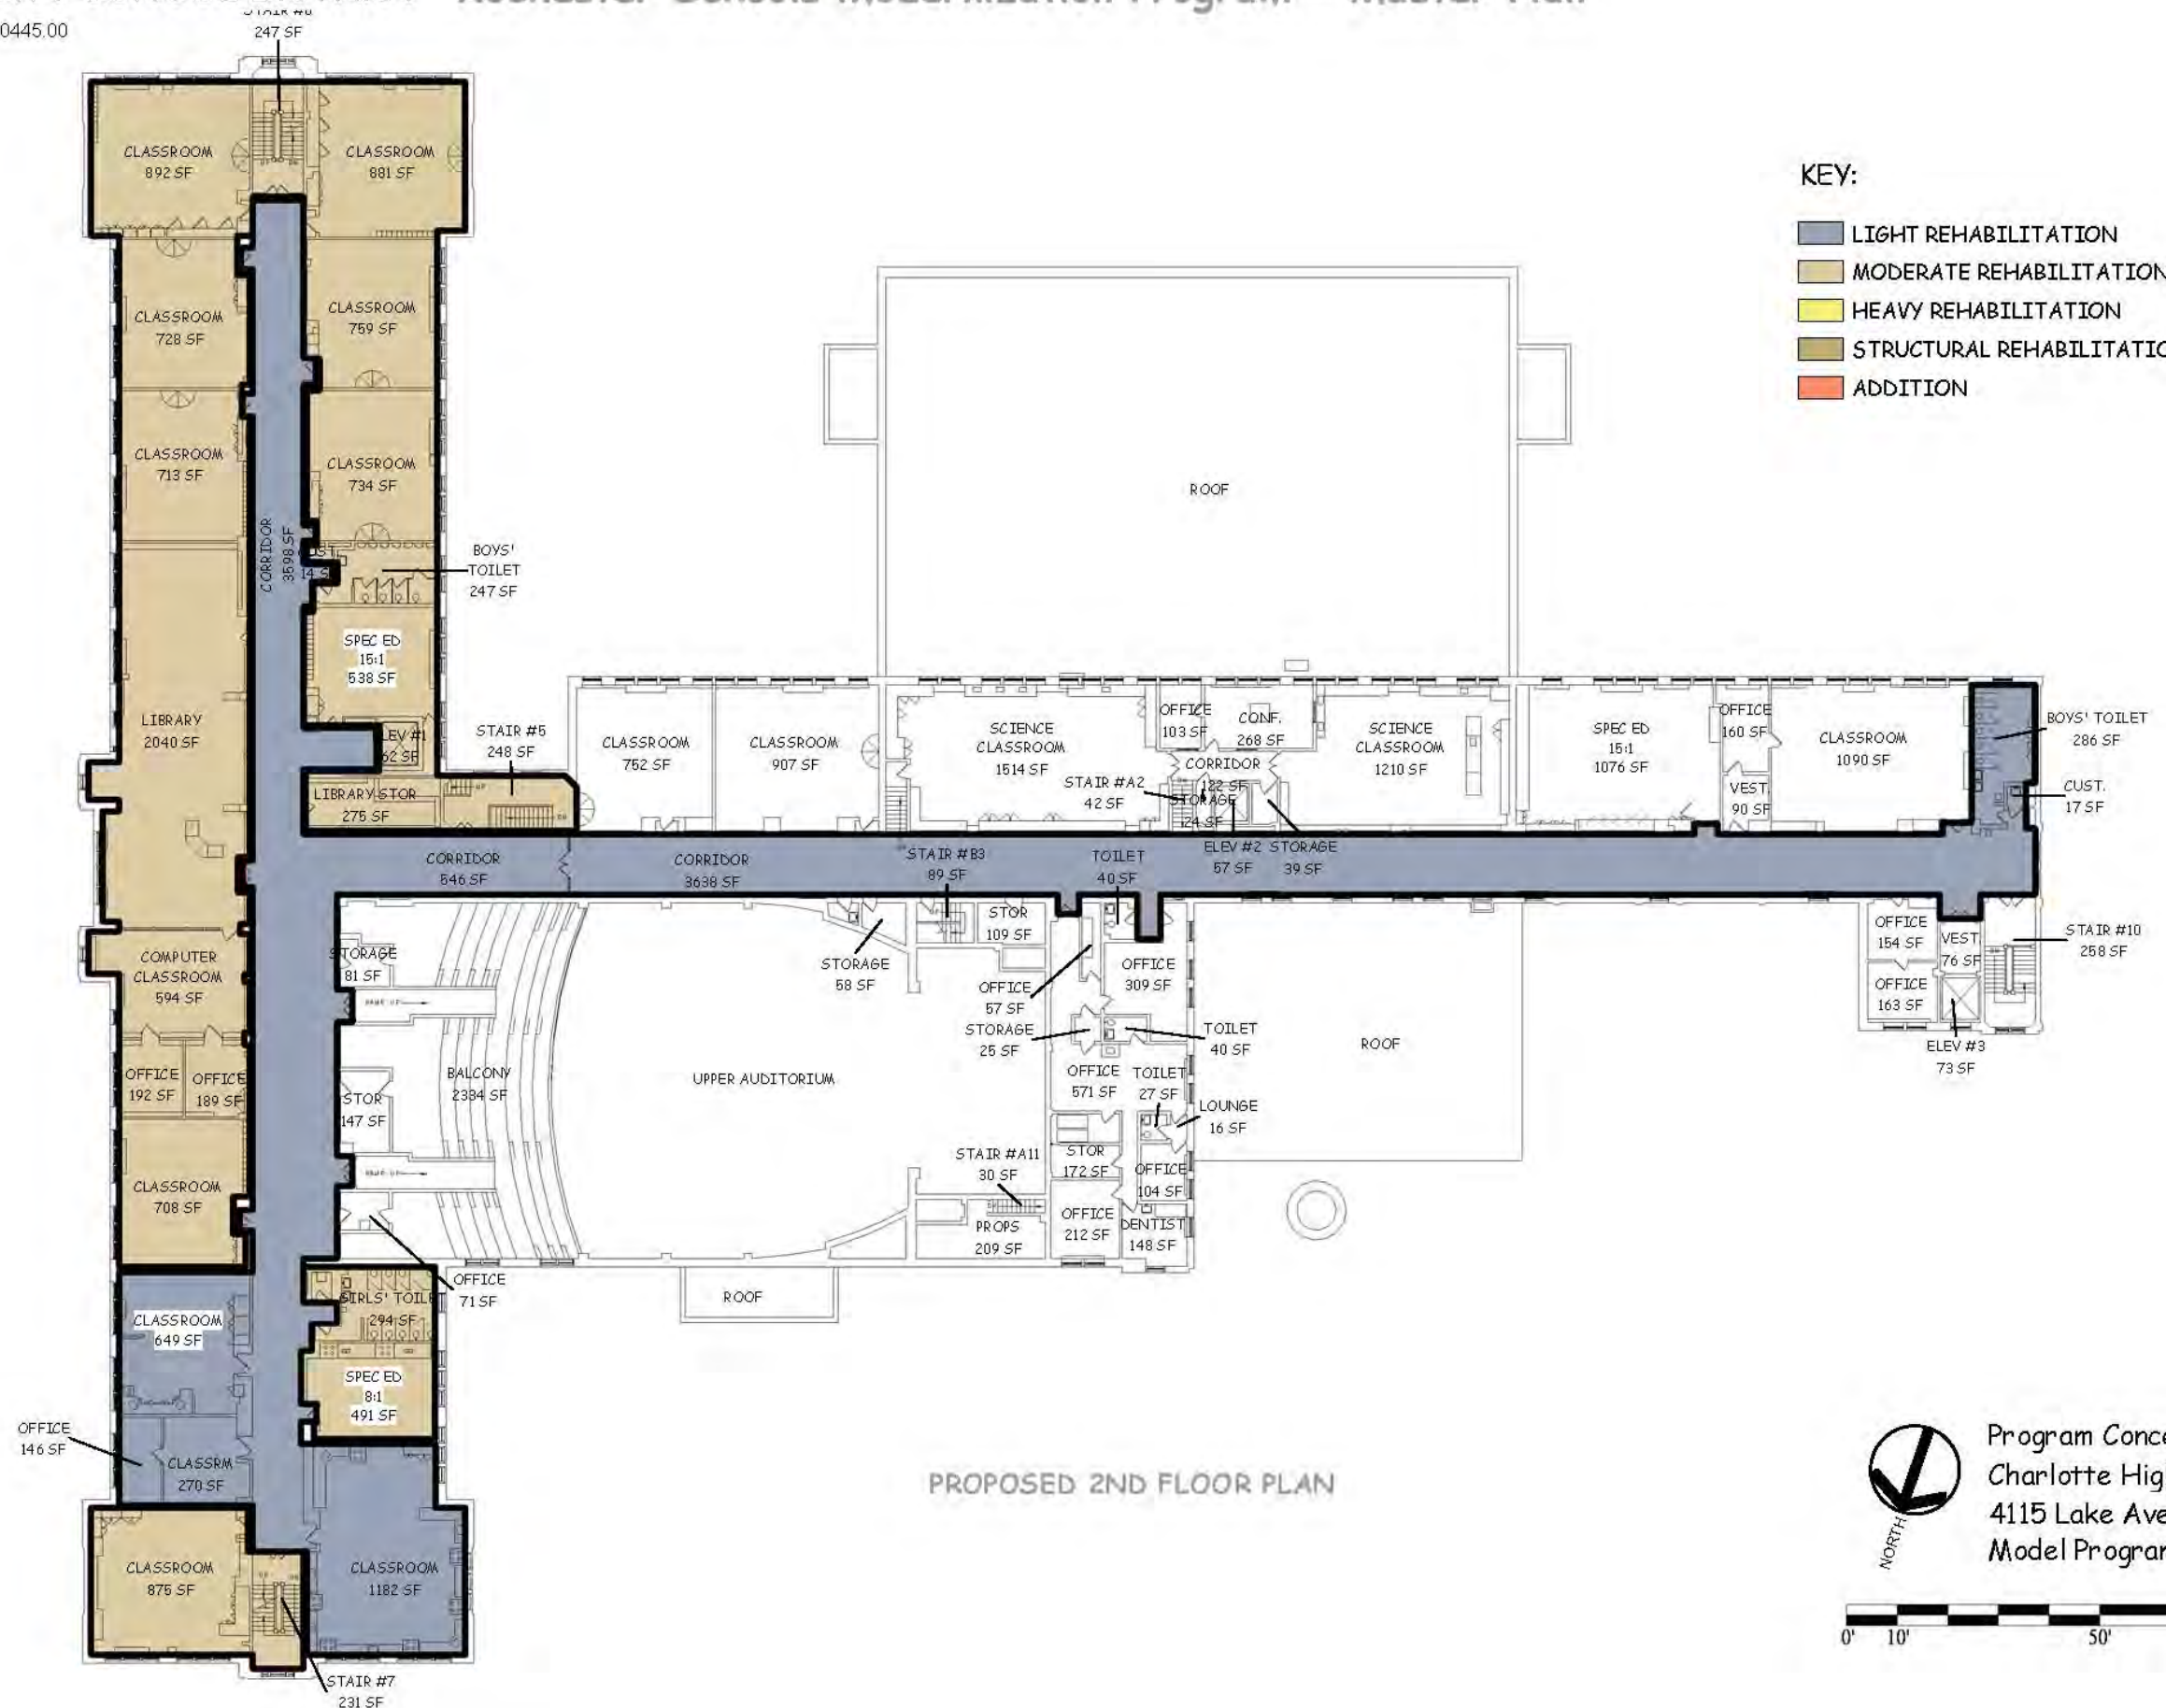 Rochester Schools Modernization Program - Master Plan
0445.00
247 SF
CLASSROOM
892 SF
CLASSROOM
881 SF
CLASSROOM
728 SF
CLASSROOM
759 SF
CLASSROOM
713 SF
CLASSROOM
734 SF
CORRIDOR
3598 SF
BOYS'
TOILET
247 SF
SPEC ED
15:1
538 SF
LIBRARY
2040 SF
STAIR #5
248 SF
LIBRARY STOR
275 SF
CORRIDOR
546 SF
CORRIDOR
3638 SF
CLASSROOM
752 SF
CLASSROOM
907 SF
SCIENCE
CLASSROOM
1514 SF
OFFICE
103 SF
CONF.
268 SF
CORRIDOR
122 SF
STAIR #A2
42 SF
STORAGE
24 SF
SCIENCE
CLASSROOM
1210 SF
SPEC ED
15:1
1076 SF
OFFICE
160 SF
VEST.
90 SF
CLASSROOM
1090 SF
BOYS' TOILET
286 SF
CUST.
17 SF
STAIR #B3
89 SF
TOILET
40 SF
ELEV #2
57 SF
STORAGE
39 SF
ROOF
KEY:
LIGHT REHABILITATION
MODERATE REHABILITATION
HEAVY REHABILITATION
STRUCTURAL REHABILITATIO
ADDITION
COMPUTER
CLASSROOM
594 SF
OFFICE
192 SF
OFFICE
189 SF
CLASSROOM
708 SF
STORAGE
81 SF
STOR
147 SF
BALCONY
2334 SF
UPPER AUDITORIUM
STORAGE
58 SF
STOR
109 SF
OFFICE
57 SF
OFFICE
309 SF
STORAGE
25 SF
TOILET
40 SF
OFFICE
571 SF
TOILET
27 SF
LOUNGE
16 SF
STAIR #A11
30 SF
STOR
172 SF
OFFICE
104 SF
PROPS
209 SF
OFFICE
212 SF
DENTIST
148 SF
ROOF
OFFICE
154 SF
VEST
76 SF
STAIR #10
258 SF
OFFICE
163 SF
ELEV #3
73 SF
OFFICE
71 SF
ROOF
GIRLS' TOILE
294 SF
CLASSROOM
649 SF
SPEC ED
8:1
491 SF
OFFICE
146 SF
CLASSRM
270 SF
CLASSROOM
875 SF
CLASSROOM
1182 SF
STAIR #7
231 SF
PROPOSED 2ND FLOOR PLAN
NORTH
Program Conce
Charlotte Hig
4115 Lake Ave
Model Program
0' 10' 50'